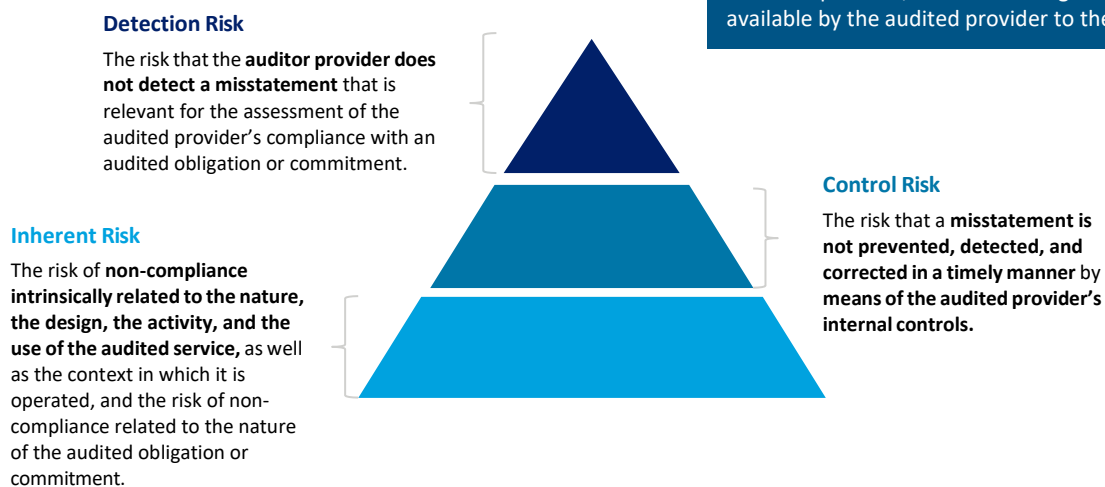 available by the audited provider to the
Detection Risk
The risk that the auditor provider does
not detect a misstatement that is
relevant for the assessment of the
audited provider's compliance with an
audited obligation or commitment.
Control Risk
The risk that a misstatement is
not prevented, detected, and
corrected in a timely manner by
means of the audited provider's
internal controls.
Inherent Risk
The risk of non-compliance
intrinsically related to the nature,
the design, the activity, and the
use of the audited service, as well
as the context in which it is
operated, and the risk of non-
compliance related to the nature
of the audited obligation or
commitment.